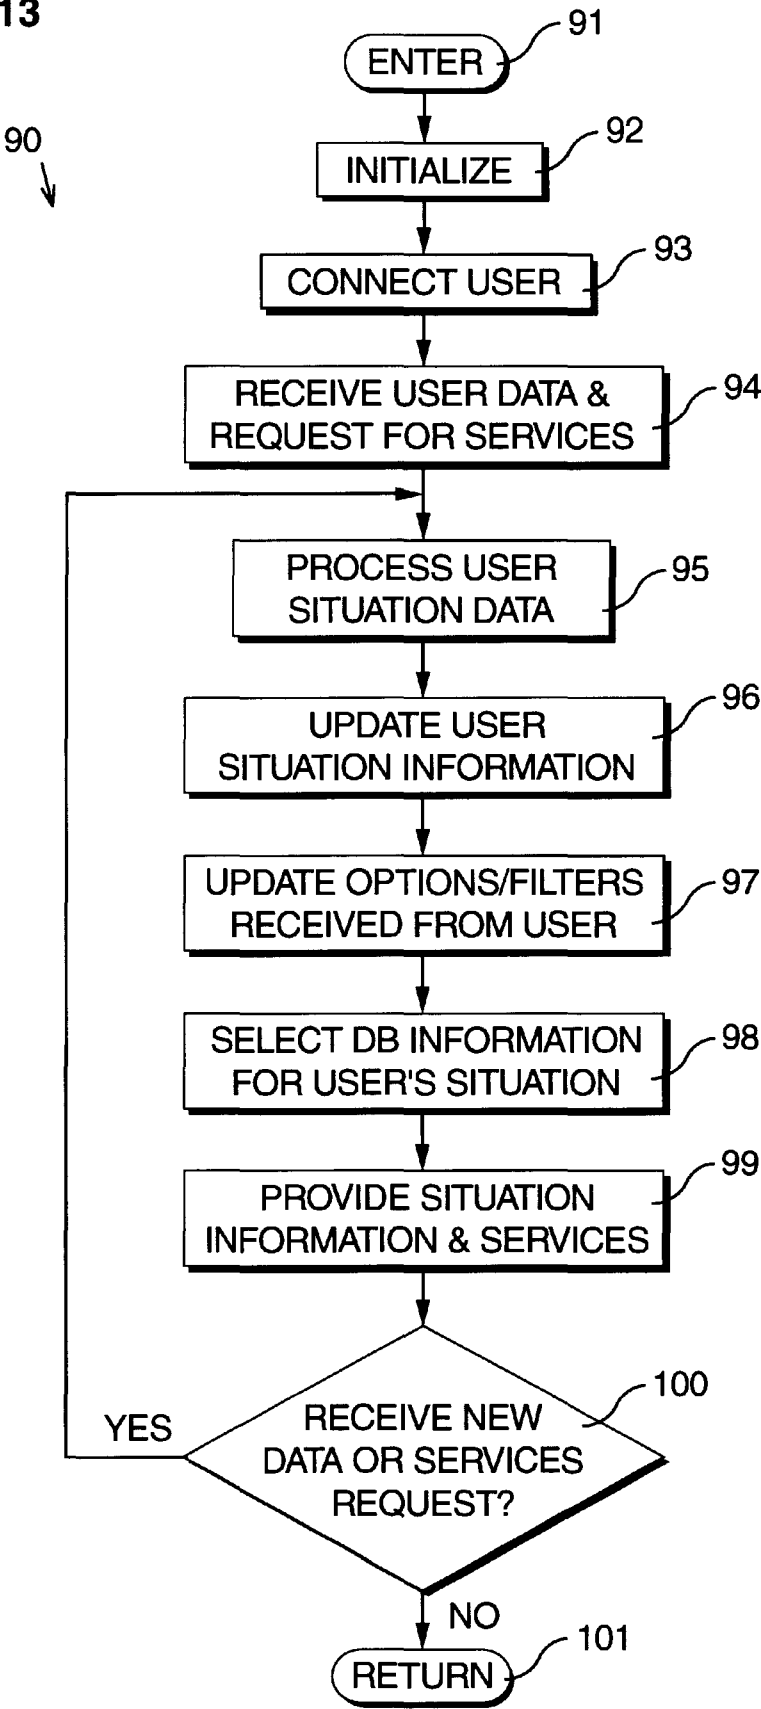 13
91
ENTER
90
92
INITIALIZE
93
CONNECT USER
94
RECEIVE USER DATA &
REQUEST FOR SERVICES
95
PROCESS USER
SITUATION DATA
96
UPDATE USER
SITUATION INFORMATION
97
UPDATE OPTIONS/FILTERS
RECEIVED FROM USER
98
SELECT DB INFORMATION
FOR USER'S SITUATION
99
PROVIDE SITUATION
INFORMATION & SERVICES
100
RECEIVE NEW
DATA OR SERVICES
REQUEST?
YES
NO
101
RETURN